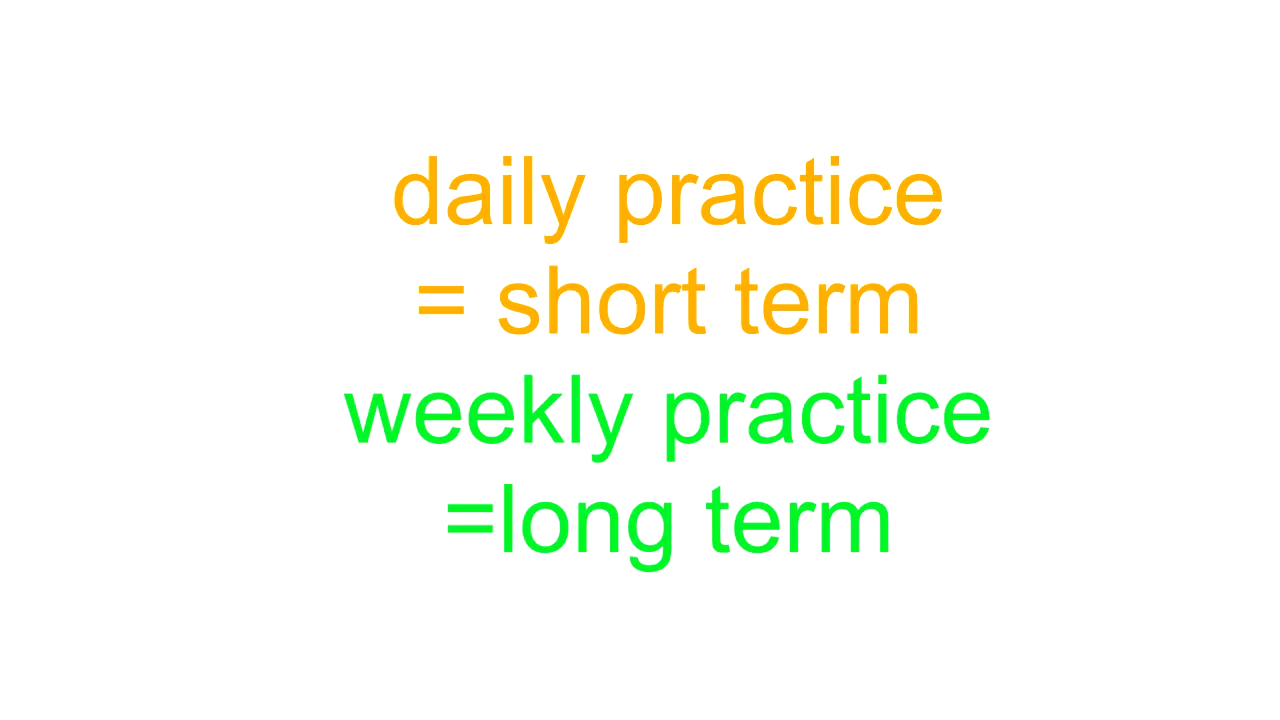 daily practice
= short term
weekly practice
=long term